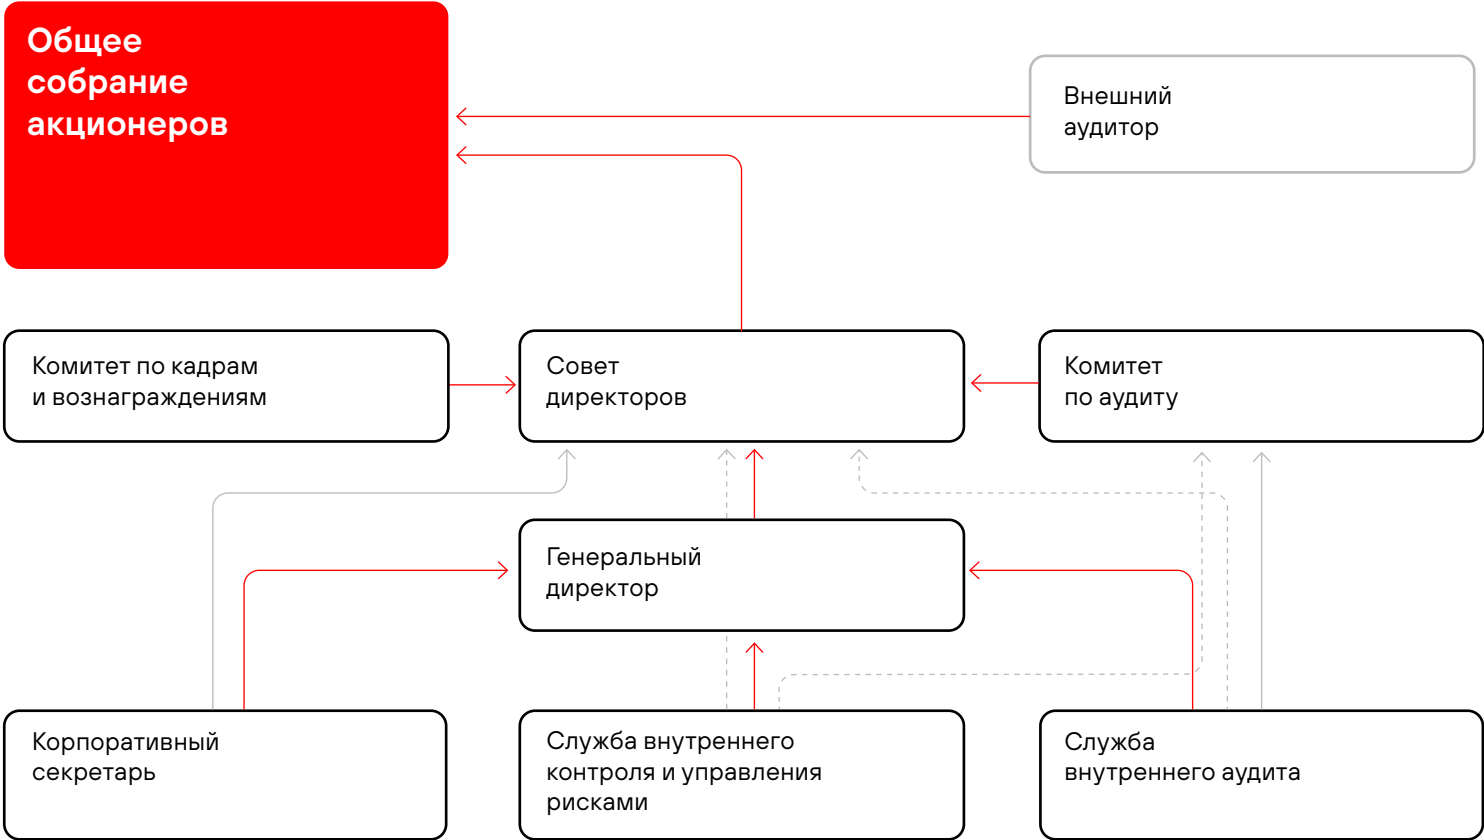 Общее
собрание
акционеров
Внешний
аудитор
Комитет по кадрам
и вознаграждениям
Совет
директоров
Комитет
по аудиту
Генеральный
директор
Корпоративный
секретарь
Служба внутреннего
контроля и управления
рисками
Служба
внутреннего аудита